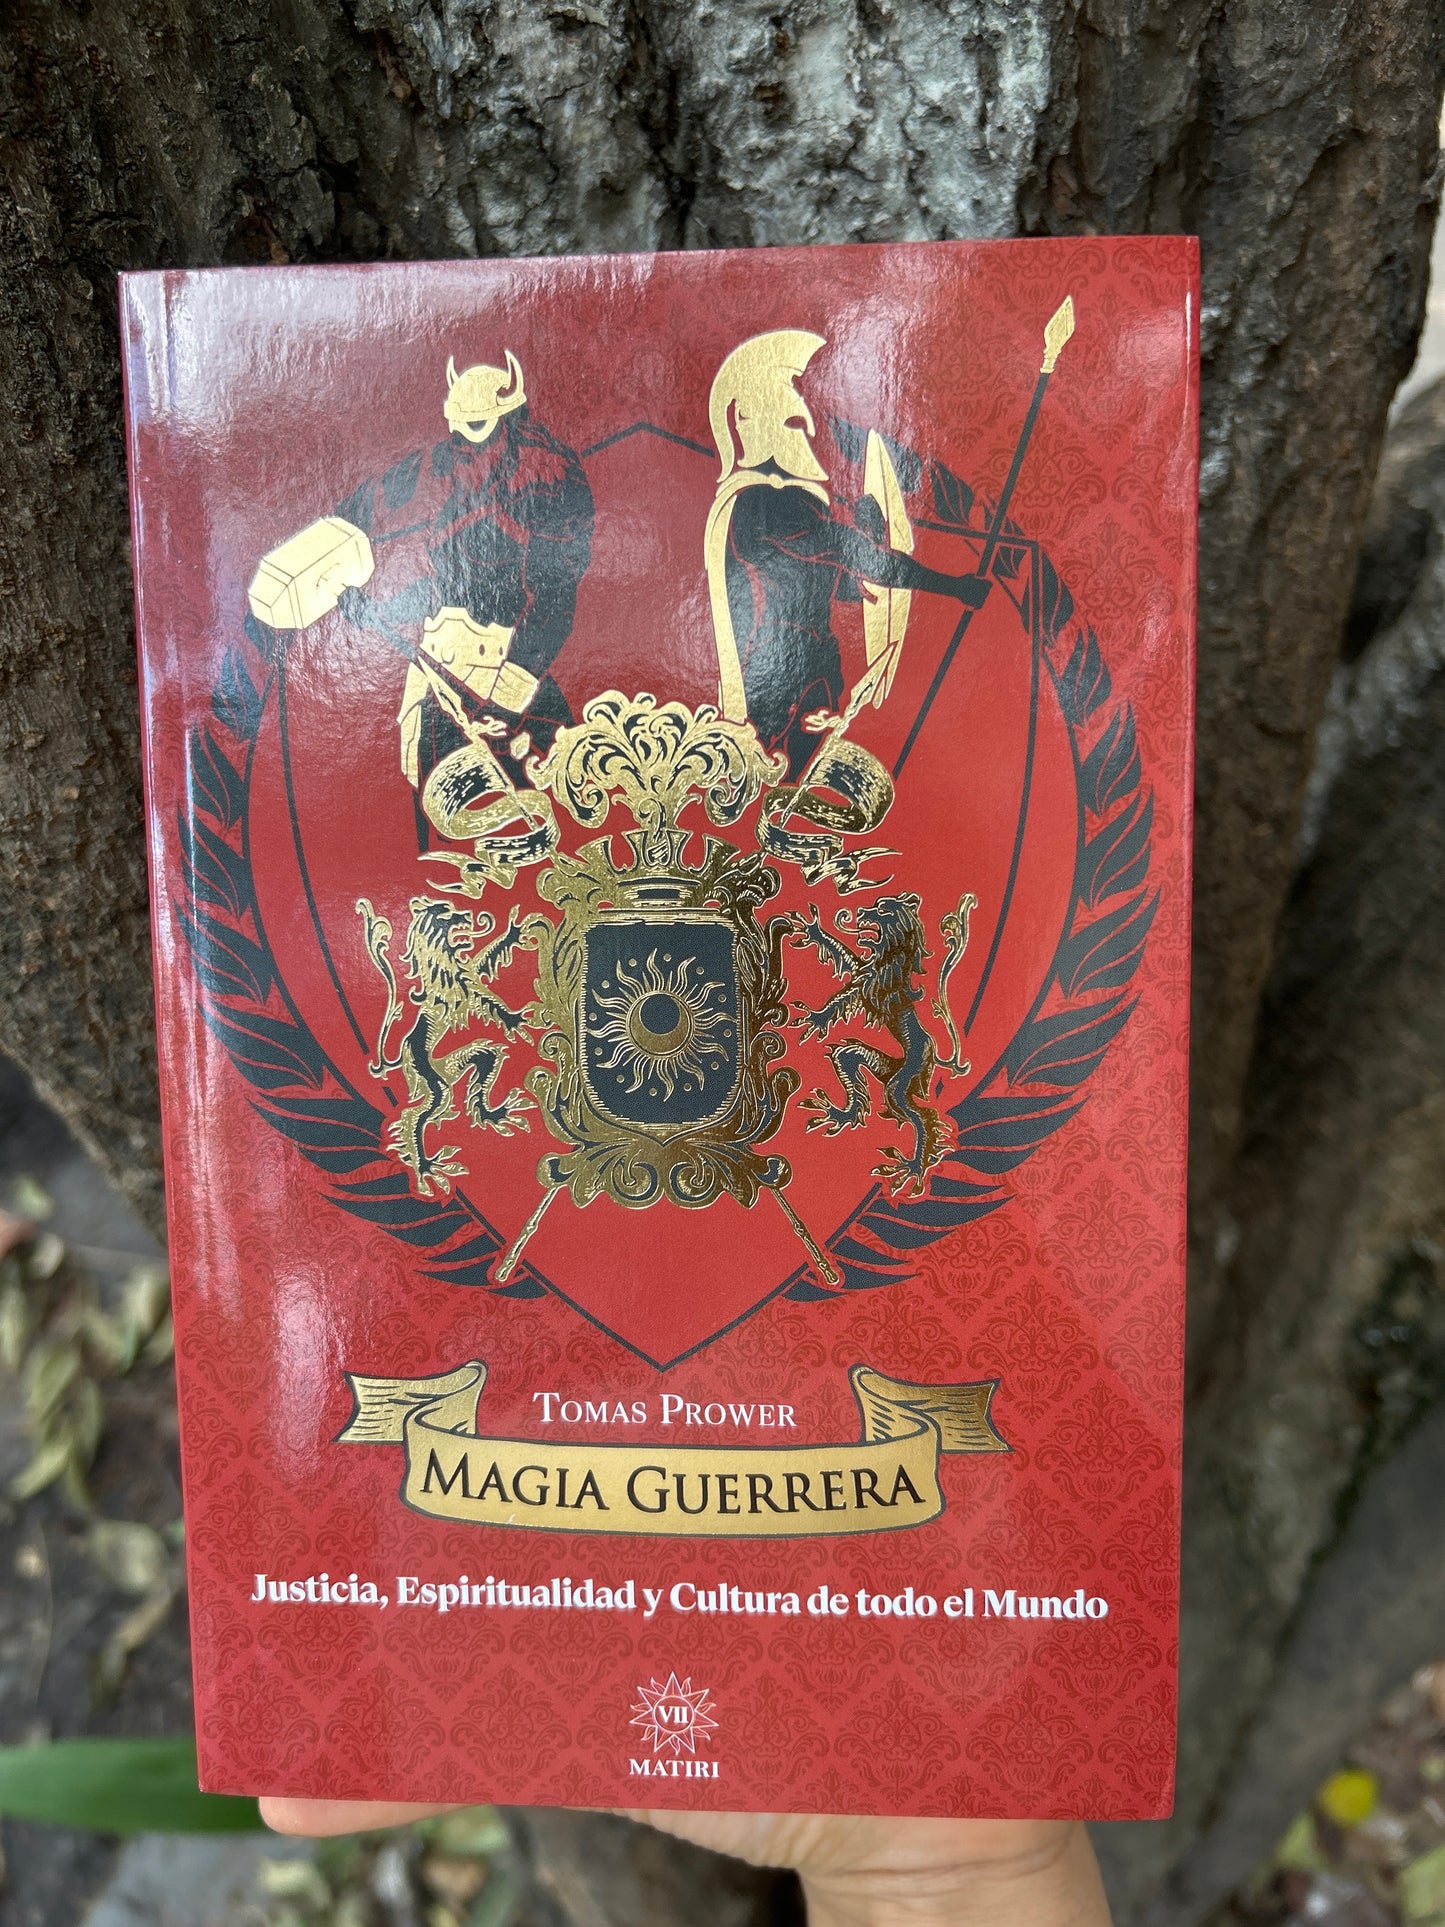 Tomas Prower
Magia Guerrera
Justicia, Espiritualidad y Cultura de todo el Mundo
VII
MATIRI